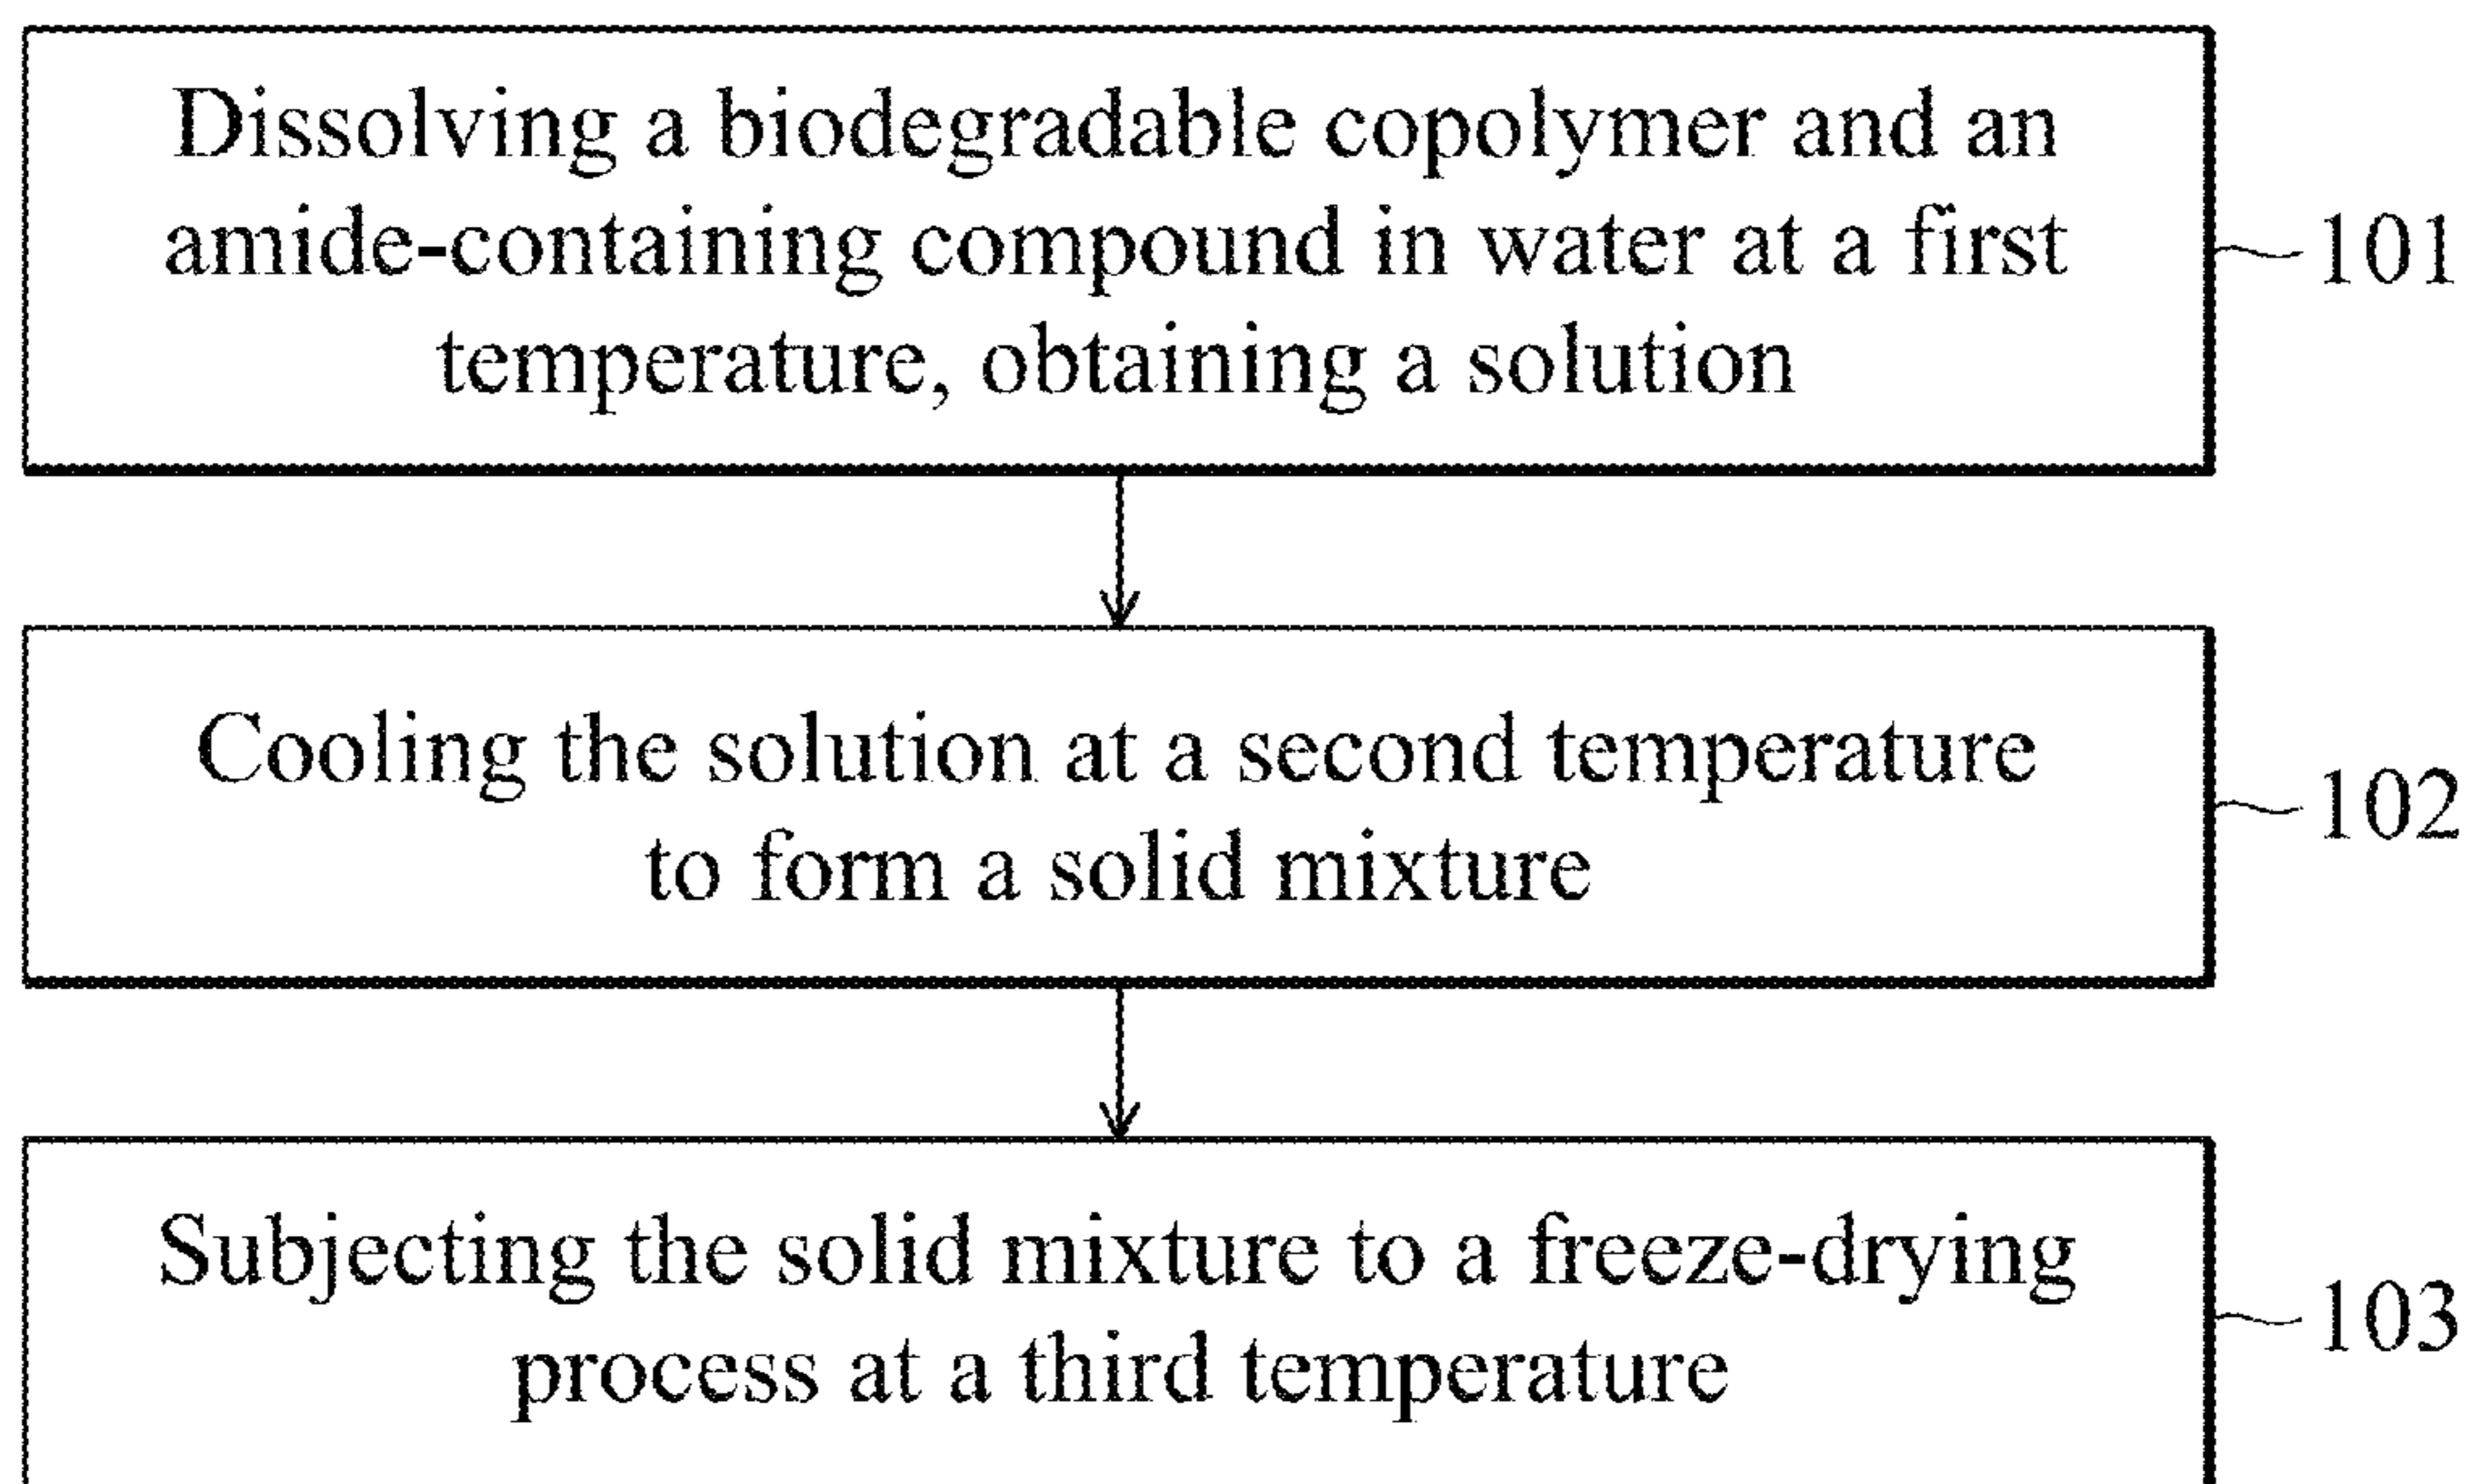 Dissolving a biodegradable copolymer and an
amide-containing compound in water at a first
temperature, obtaining a solution
101
Cooling the solution at a second temperature
to form a solid mixture
102
Subjecting the solid mixture to a freeze-drying
process at a third temperature
103